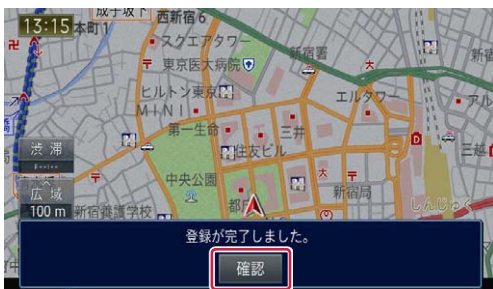 成子坂下
西新宿6
13:15
本町1
スクエアタワー
新宿署
東京医大病院
ヒルトン東京
エルタワー
MINI
第一生命
三井
渋滞
住友ビル
三越
中央公園
広域
新宿局
100m
新宿養護学校
都庁
しんじゅく
登録が完了しました。
確認